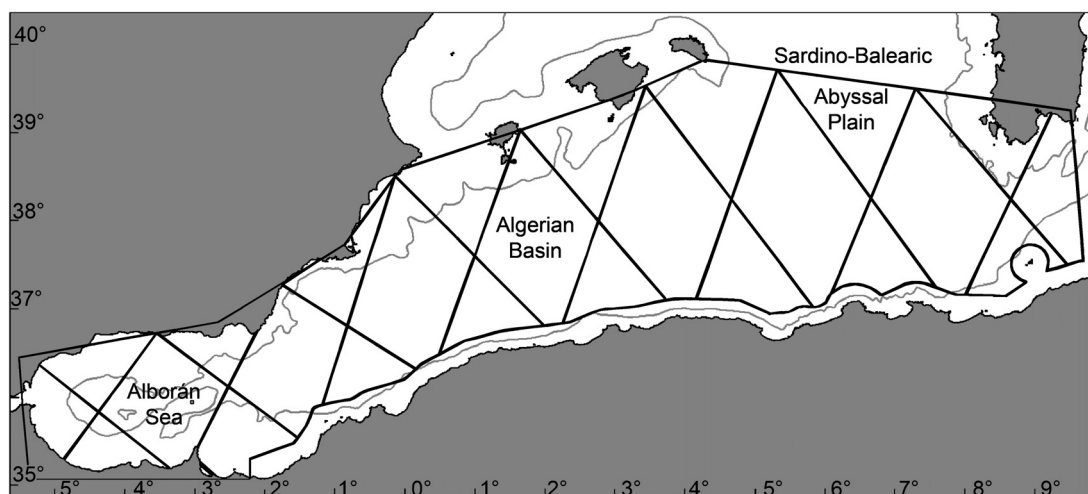 40°
Sardino-Balearic
Abyssal
Plain
39°
38°
Algerian
Basin
37°
Alborán
Sea
35°
-5° -4° -3° -2° -1° 0° 1° 2° 3° 4° 5° 6° 7° 8° 9°